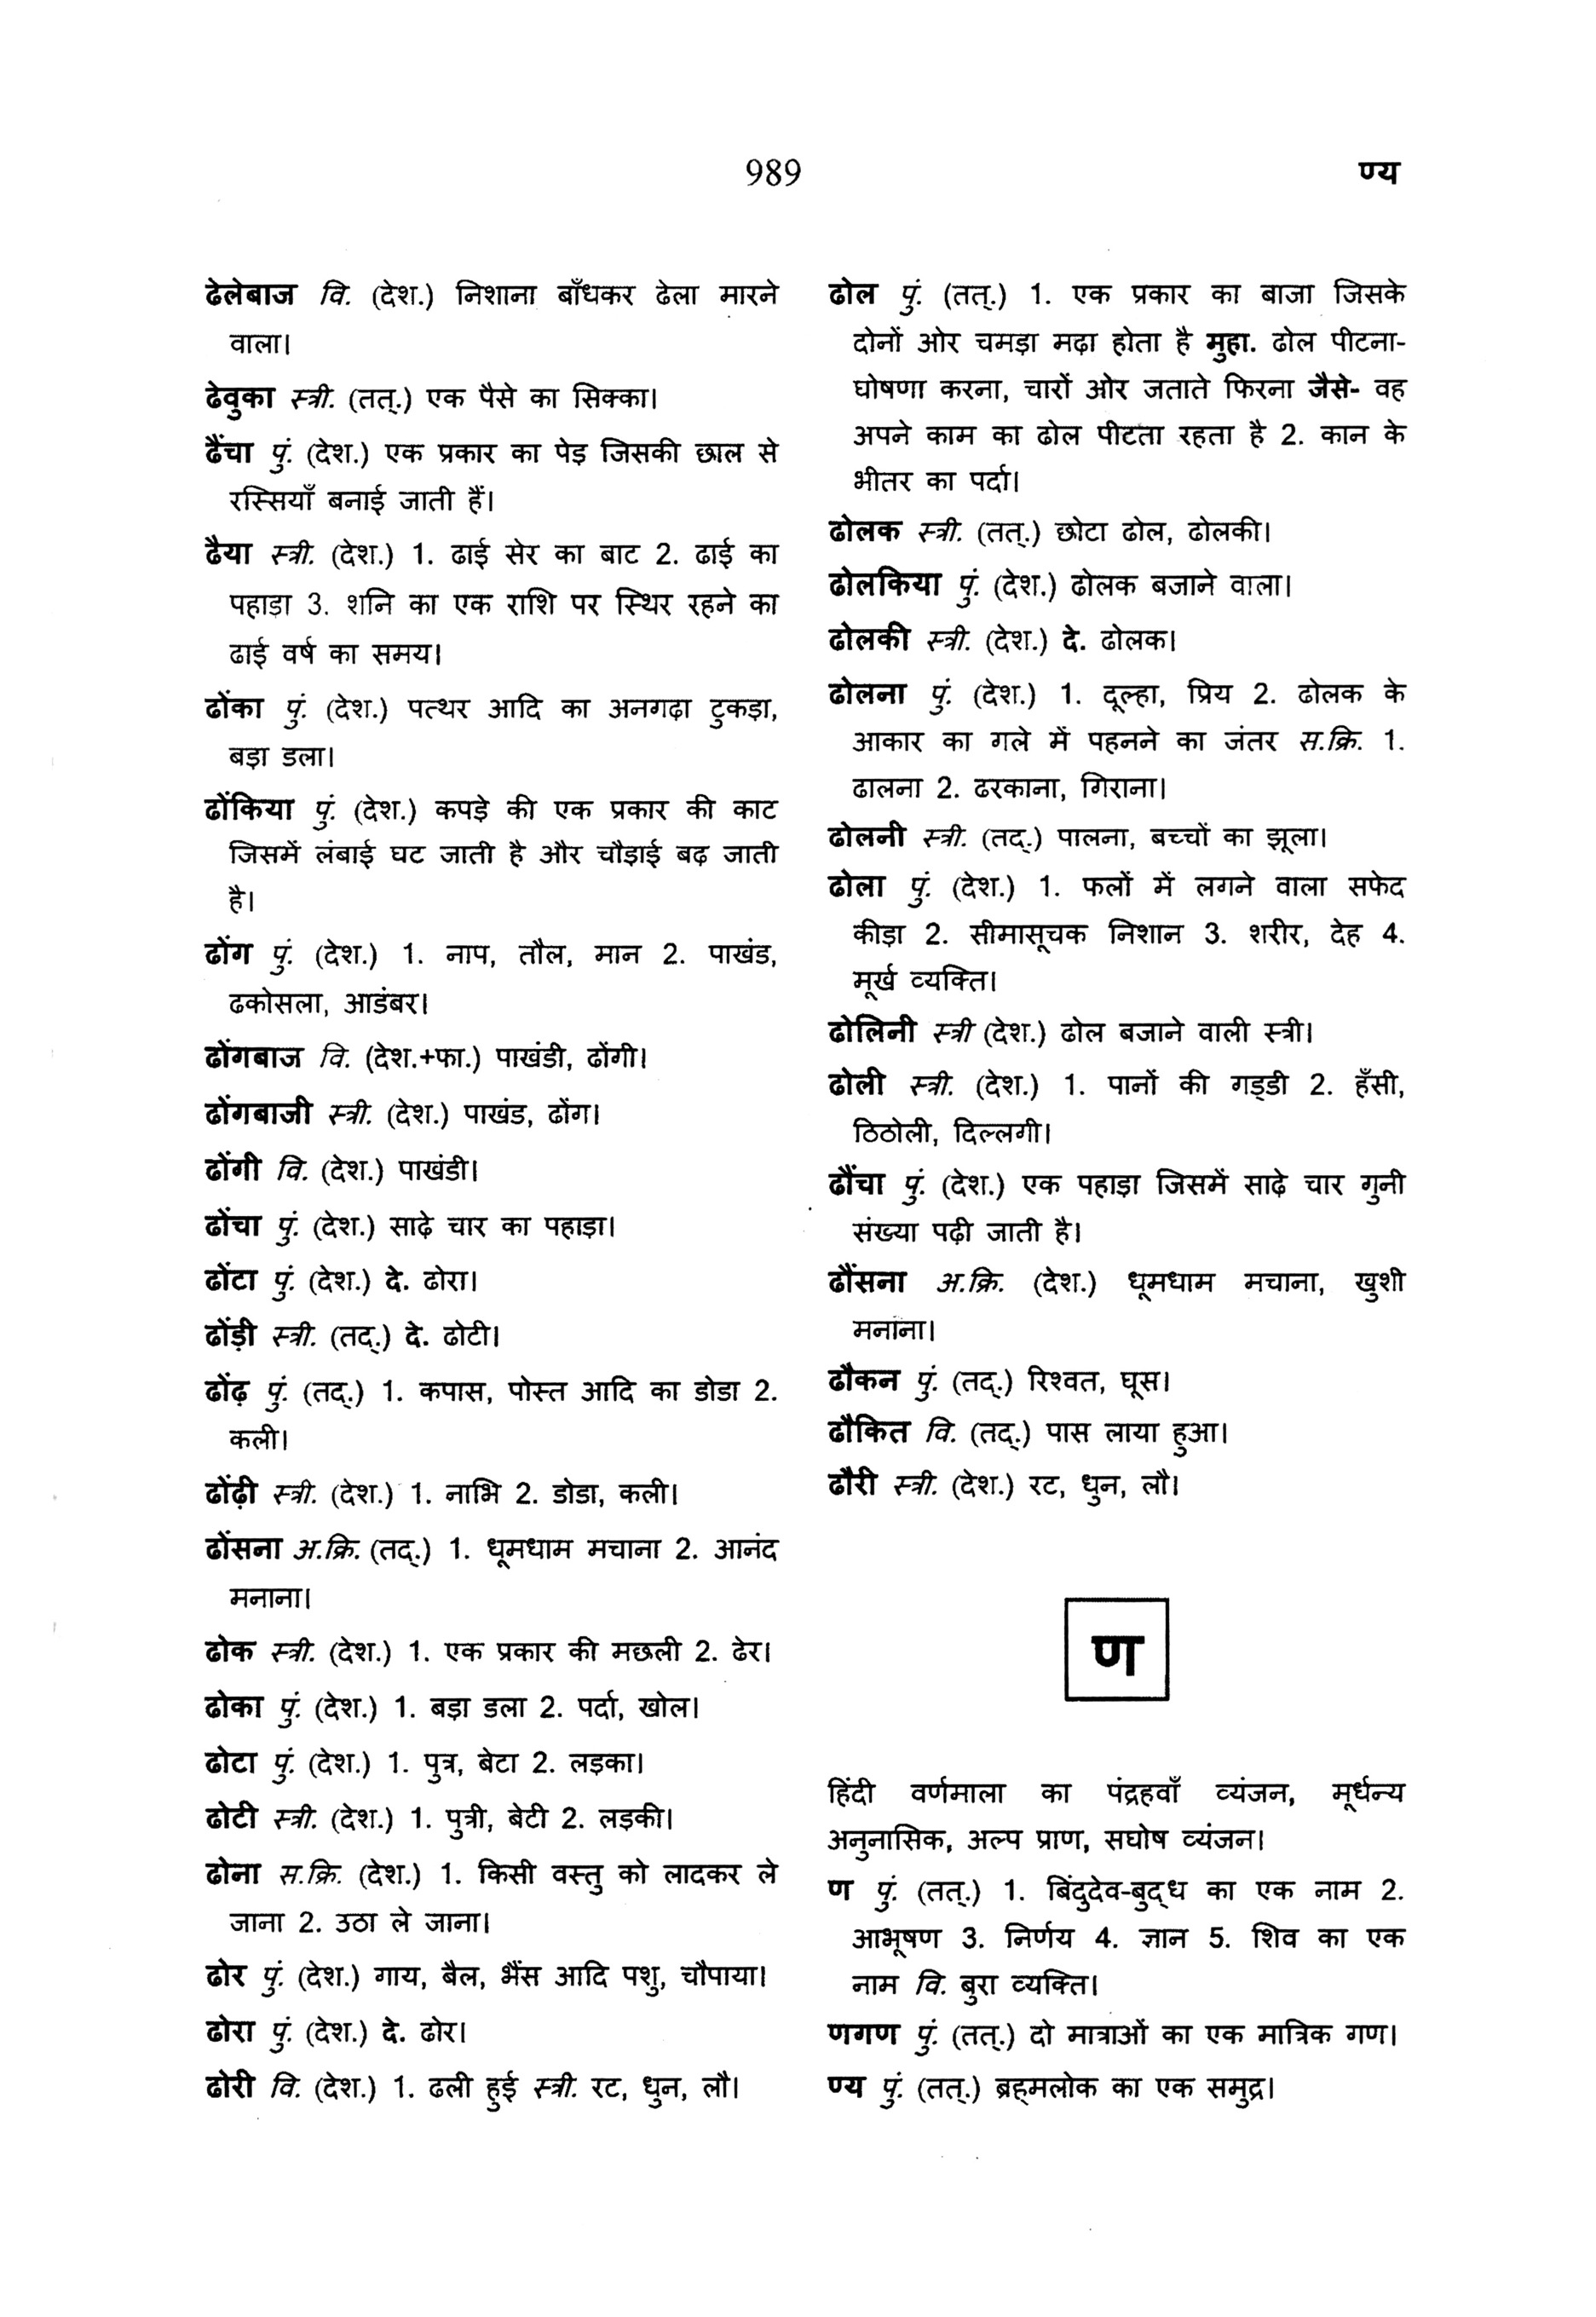 989
ण्य
ढेलेबाज वि. (देश.) निशाना बाँधकर ढेला मारने
वाला।
ढेवुका स्त्री. (तत्.) एक पैसे का सिक्का।
ढैंचा पुं. (देश.) एक प्रकार का पेड़ जिसकी छाल से
रस्सियाँ बनाई जाती हैं।
ढैया स्त्री. (देश.) 1. ढाई सेर का बाट 2. ढाई का
पहाड़ा 3. शनि का एक राशि पर स्थिर रहने का
ढाई वर्ष का समय।
ढोंका पुं. (देश.) पत्थर आदि का अनगढ़ा टुकड़ा,
बड़ा डला।
ढोंकिया पुं. (देश.) कपड़े की एक प्रकार की काट
जिसमें लंबाई घट जाती है और चौड़ाई बढ़ जाती
है।
ढोंग पुं. (देश.) 1. नाप, तौल, मान 2. पाखंड,
ढकोसला, आडंबर।
ढोंगबाज वि. (देश.+फा.) पाखंडी, ढोंगी।
ढोंगबाजी स्त्री. (देश.) पाखंड, ढोंग।
ढोंगी वि. (देश.) पाखंडी।
ढोंचा पुं. (देश.) साढ़े चार का पहाड़ा।
ढोंटा पुं. (देश.) दे. ढोरा।
ढोंड़ी स्त्री. (तद्.) दे. ढोटी।
ढोंढ़ पुं. (तद्.) 1. कपास, पोस्त आदि का डोडा 2.
कली।
ढोंढ़ी स्त्री. (देश.) 1. नाभि 2. डोडा, कली।
ढोंसना अ.क्रि. (तद्.) 1. धूमधाम मचाना 2. आनंद
मनाना।
ढोक स्त्री. (देश.) 1. एक प्रकार की मछली 2. ढेर।
ढोका पुं. (देश.) 1. बड़ा डला 2. पर्दा, खोल।
ढोटा पुं. (देश.) 1. पुत्र, बेटा 2. लड़का।
ढोटी स्त्री. (देश.) 1. पुत्री, बेटी 2. लड़की।
ढोना स.क्रि. (देश.) 1. किसी वस्तु को लादकर ले
जाना 2. उठा ले जाना।
ढोर पुं. (देश.) गाय, बैल, भैंस आदि पशु, चौपाया।
ढोरा पुं. (देश.) दे. ढोर।
ढोरी वि. (देश.) 1. ढली हुई स्त्री. रट, धुन, लौ।
ढोल पुं. (तत्.) 1. एक प्रकार का बाजा जिसके
दोनों ओर चमड़ा मढ़ा होता है मुहा. ढोल पीटना-
घोषणा करना, चारों ओर जताते फिरना जैसे- वह
अपने काम का ढोल पीटता रहता है 2. कान के
भीतर का पर्दा।
ढोलक स्त्री. (तत्.) छोटा ढोल, ढोलकी।
ढोलकिया पुं. (देश.) ढोलक बजाने वाला।
ढोलकी स्त्री. (देश.) दे. ढोलक।
ढोलना पुं. (देश.) 1. दूल्हा, प्रिय 2. ढोलक के
आकार का गले में पहनने का जंतर स.क्रि. 1.
ढालना 2. ढरकाना, गिराना।
ढोलनी स्त्री. (तद्.) पालना, बच्चों का झूला।
ढोला पुं. (देश.) 1. फलों में लगने वाला सफेद
कीड़ा 2. सीमासूचक निशान 3. शरीर, देह 4.
मूर्ख व्यक्ति।
ढोलिनी स्त्री (देश.) ढोल बजाने वाली स्त्री।
ढोली स्त्री. (देश.) 1. पानों की गड्डी 2. हँसी,
ठिठोली, दिल्लगी।
ढौंचा पुं. (देश.) एक पहाड़ा जिसमें साढ़े चार गुनी
संख्या पढ़ी जाती है।
ढौंसना अ.क्रि. (देश.) धूमधाम मचाना, खुशी
मनाना।
ढौकन पुं. (तद्.) रिश्वत, घूस।
ढौकित वि. (तद्.) पास लाया हुआ।
ढौरी स्त्री. (देश.) रट, धुन, लौ।
ण
हिंदी वर्णमाला का पंद्रहवाँ व्यंजन, मूर्धन्य
अनुनासिक, अल्प प्राण, सघोष व्यंजन।
ण पुं. (तत्.) 1. बिंदुदेव-बुद्ध का एक नाम 2.
आभूषण 3. निर्णय 4. ज्ञान 5. शिव का एक
नाम वि. बुरा व्यक्ति।
णगण पुं. (तत्.) दो मात्राओं का एक मात्रिक गण।
ण्य पुं. (तत्.) ब्रह्मलोक का एक समुद्र।